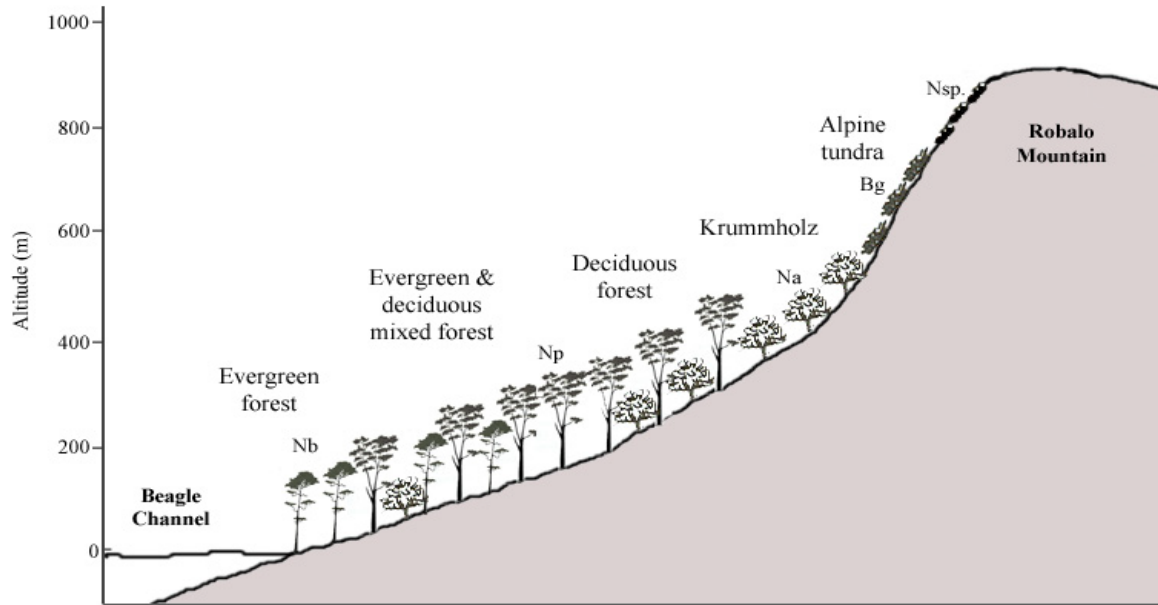 1000
Nsp.
Alpine
tundra
800
Robalo
Mountain
Bg
Krummholz
600
Deciduous
forest
Evergreen &
deciduous
mixed forest
Na
Altitude (m)
400
Np
Evergreen
forest
Nb
200
Beagle
Channel
0